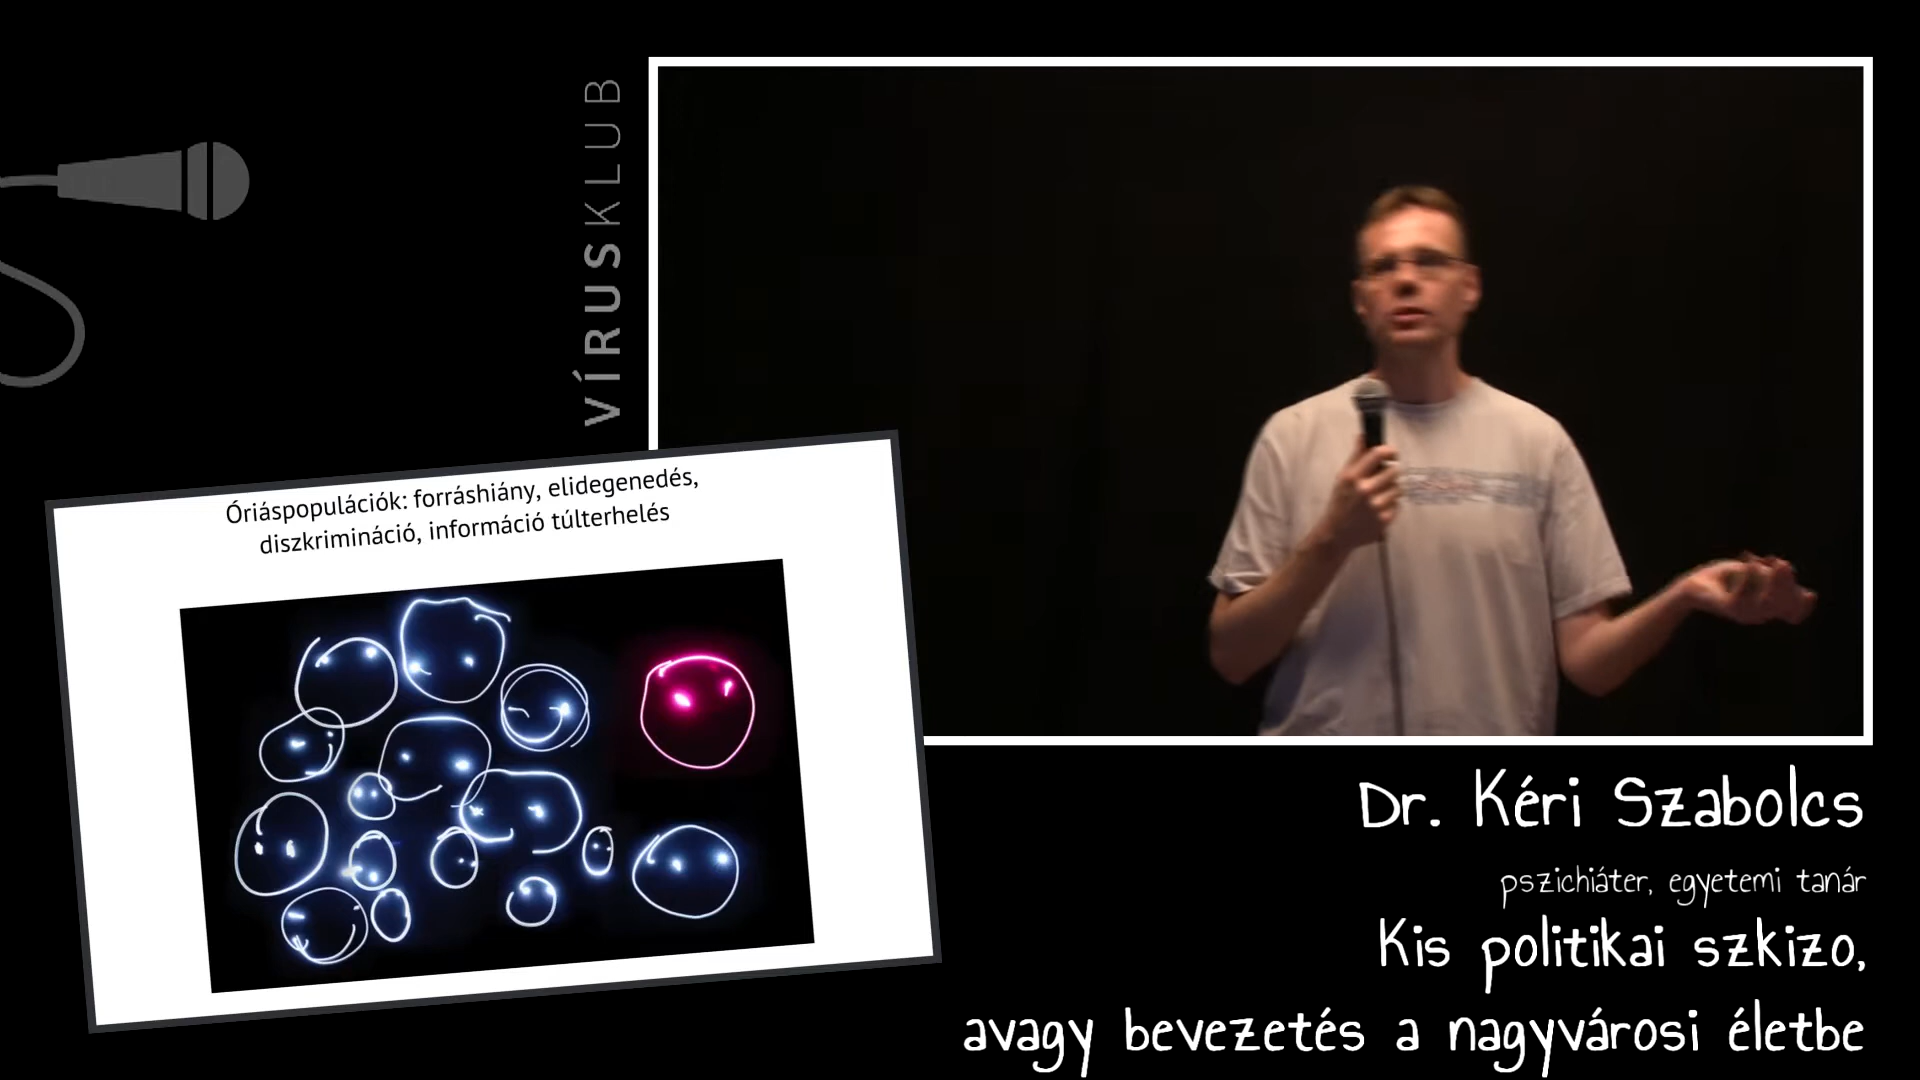 VÍRUSKLUB
Óriáspopulációk: forráshiány, elidegenedés,
diszkrimináció, információ túlterhelés
Dr. Kéri Szabolcs
pszichiáter, egyetemi tanár
Kis politikai szkizo,
avagy bevezetés a nagyvárosi életbe